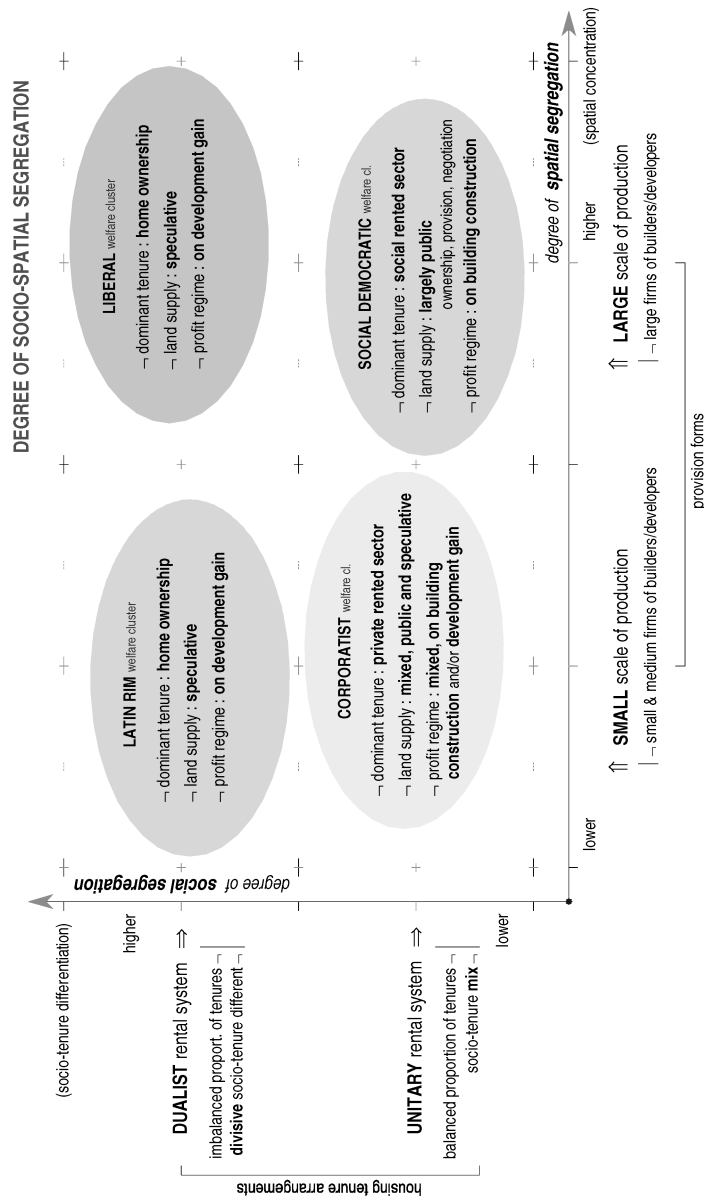 DEGREE OF SOCIO-SPATIAL SEGREGATION
(socio-tenure differentiation)
higher
degree of social segregation
DUALIST rental system ⇒
imbalanced proport. of tenures ¬
divisive socio-tenure different ¬
UNITARY rental system ⇒
balanced proportion of tenures ¬
socio-tenure mix ¬
lower
housing tenure arrangements
LATIN RIM welfare cluster
¬ dominant tenure : home ownership
¬ land supply : speculative
¬ profit regime : on development gain
LIBERAL welfare cluster
¬ dominant tenure : home ownership
¬ land supply : speculative
¬ profit regime : on development gain
CORPORATIST welfare cl.
¬ dominant tenure : private rented sector
¬ land supply : mixed, public and speculative
¬ profit regime : mixed, on building
construction and/or development gain
SOCIAL DEMOCRATIC welfare cl.
¬ dominant tenure : social rented sector
¬ land supply : largely public
ownership, provision, negotiation
¬ profit regime : on building construction
degree of spatial segregation
lower
higher
(spatial concentration)
⇑ SMALL scale of production
¬ small & medium firms of builders/developers
⇑ LARGE scale of production
¬ large firms of builders/developers
provision forms